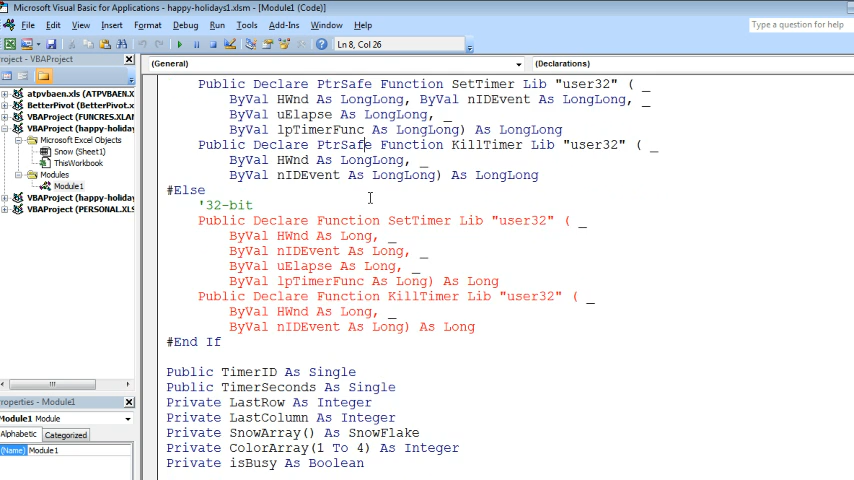 Microsoft Visual Basic for Applications - happy-holidays1.xlsm - [Module1 (Code)]
File Edit View Insert Format Debug Run Tools Add-Ins Window Help
Type a question for help
Ln 8, Col 26
roject - VBAProject
(General)
(Declarations)
atpvbaen.xls (ATPVBAEN.X
BetterPivot (BetterPivot.x
VBAProject (FUNCRES.XLAM
VBAProject (happy-holiday
Microsoft Excel Objects
Snow (Sheet1)
ThisWorkbook
Modules
Module1
VBAProject (happy-holiday
VBAProject (PERSONAL.XLS
roperties - Module1
Module1 Module
Alphabetic Categorized
(Name) Module1
Public Declare PtrSafe Function SetTimer Lib "user32" ( _
ByVal HWnd As LongLong, ByVal nIDEvent As LongLong, _
ByVal uElapse As LongLong, _
ByVal lpTimerFunc As LongLong) As LongLong
Public Declare PtrSafe Function KillTimer Lib "user32" ( _
ByVal HWnd As LongLong, _
ByVal nIDEvent As LongLong) As LongLong
#Else
'32-bit
Public Declare Function SetTimer Lib "user32" ( _
ByVal HWnd As Long, _
ByVal nIDEvent As Long, _
ByVal uElapse As Long, _
ByVal lpTimerFunc As Long) As Long
Public Declare Function KillTimer Lib "user32" ( _
ByVal HWnd As Long, _
ByVal nIDEvent As Long) As Long
#End If
Public TimerID As Single
Public TimerSeconds As Single
Private LastRow As Integer
Private LastColumn As Integer
Private SnowArray() As SnowFlake
Private ColorArray(1 To 4) As Integer
Private isBusy As Boolean